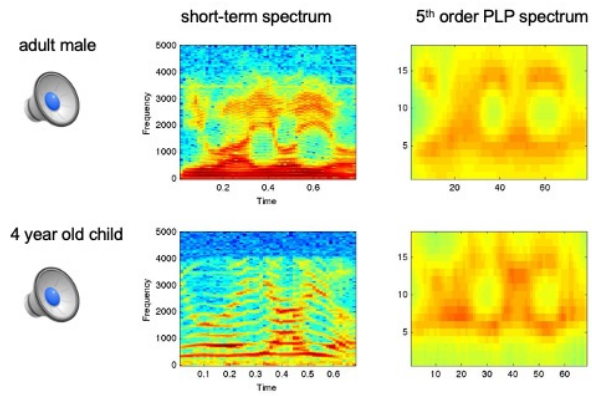 short-term spectrum
5th order PLP spectrum
adult male
5000
4000
3000
2000
1000
0
Frequency
0.2 0.4 0.6
Time
15
10
5
20 40 60
4 year old child
5000
4000
3000
2000
1000
0
Frequency
0.1 0.2 0.3 0.4 0.5 0.6
Time
15
10
5
10 20 30 40 50 60